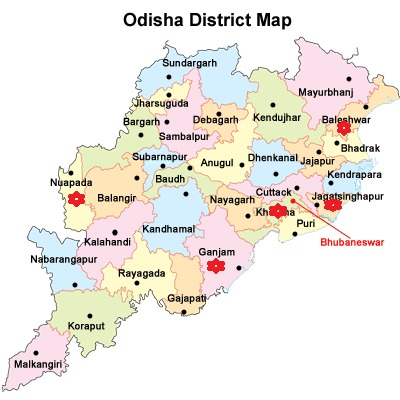 Odisha District Map
Sundargarh
Mayurbhanj
Jharsuguda
Bargarh
Debagarh
Kendujhar
Baleshwar
Sambalpur
Bhadrak
Subarnapur
Anugul
Dhenkanal
Jajapur
Nuapada
Baudh
Kendrapara
Balangir
Nayagarh
Cuttack
Jagatsinghapur
Kandhamal
Kalahandi
Puri
Ganjam
Bhubaneswar
Nabarangapur
Rayagada
Gajapati
Koraput
Malkangiri